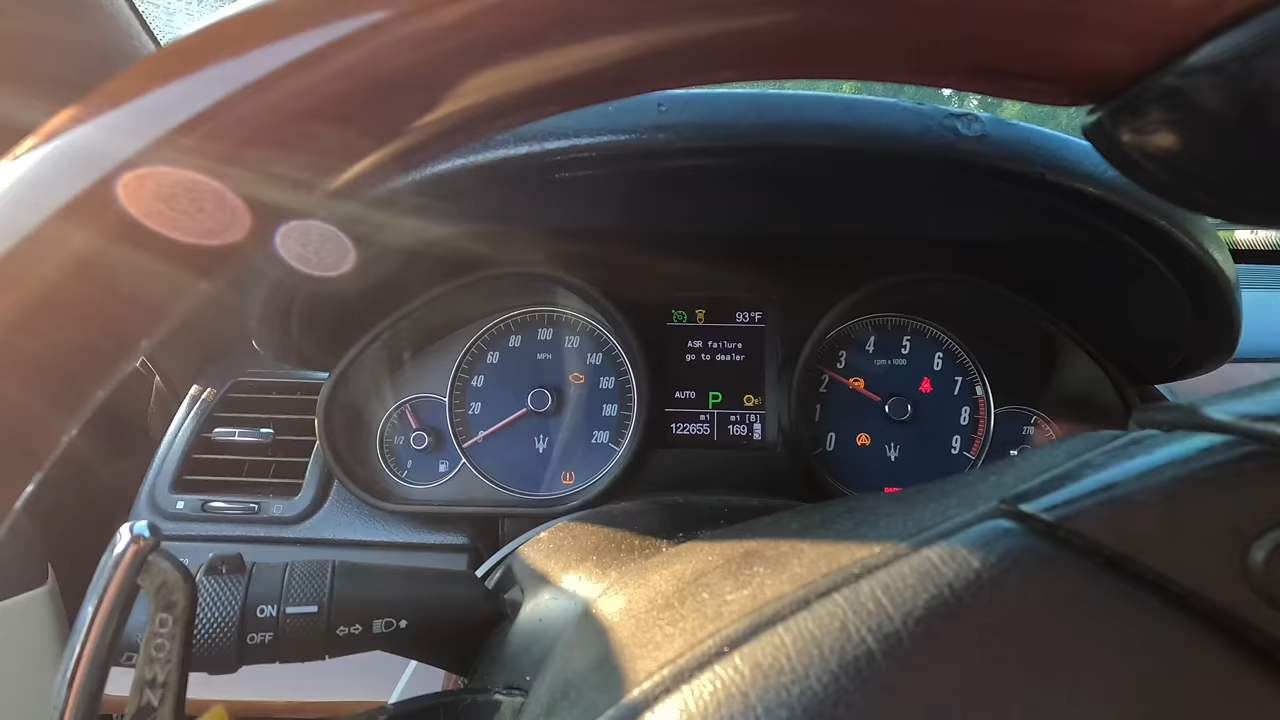 93°F
ASR failure
go to dealer
AUTO P
mi mi [B]
122655 169.
MPH
0 20 40 60 80 100 120 140 160 180 200
1/2
0
rpm x 1000
0 1 2 3 4 5 6 7 8 9
270
ON
OFF
DOWN